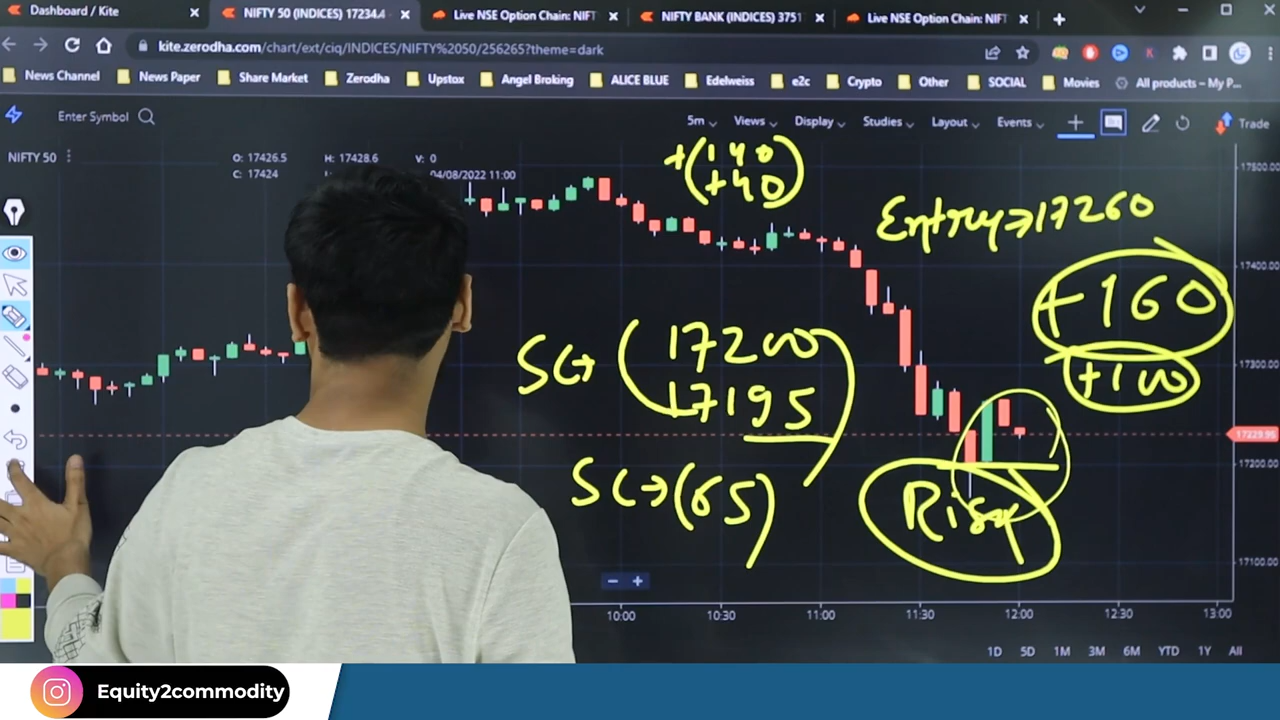 Dashboard / Kite
NIFTY 50 (INDICES) 17234.4
Live NSE Option Chain: NIFT
NIFTY BANK (INDICES) 3751
Live NSE Option Chain: NIFT
kite.zerodha.com/chart/ext/ciq/INDICES/NIFTY%2050/256265?theme=dark
News Channel
News Paper
Share Market
Zerodha
Upstox
Angel Broking
ALICE BLUE
Edelweiss
e2c
Crypto
Other
SOCIAL
Movies
All products – My P...
Enter Symbol
5m
Views
Display
Studies
Layout
Events
Trade
NIFTY 50
O: 17426.5
H: 17428.6
V: 0
C: 17424
04/08/2022 11:00
+(140
+40)
Entry→17260
+160
+100
17200
17195
SL→(65)
Risk
17500.00
17400.00
17300.00
17229.95
17200.00
17100.00
10:00
10:30
11:00
11:30
12:00
12:30
13:00
1D
5D
1M
3M
6M
YTD
1Y
All
Equity2commodity